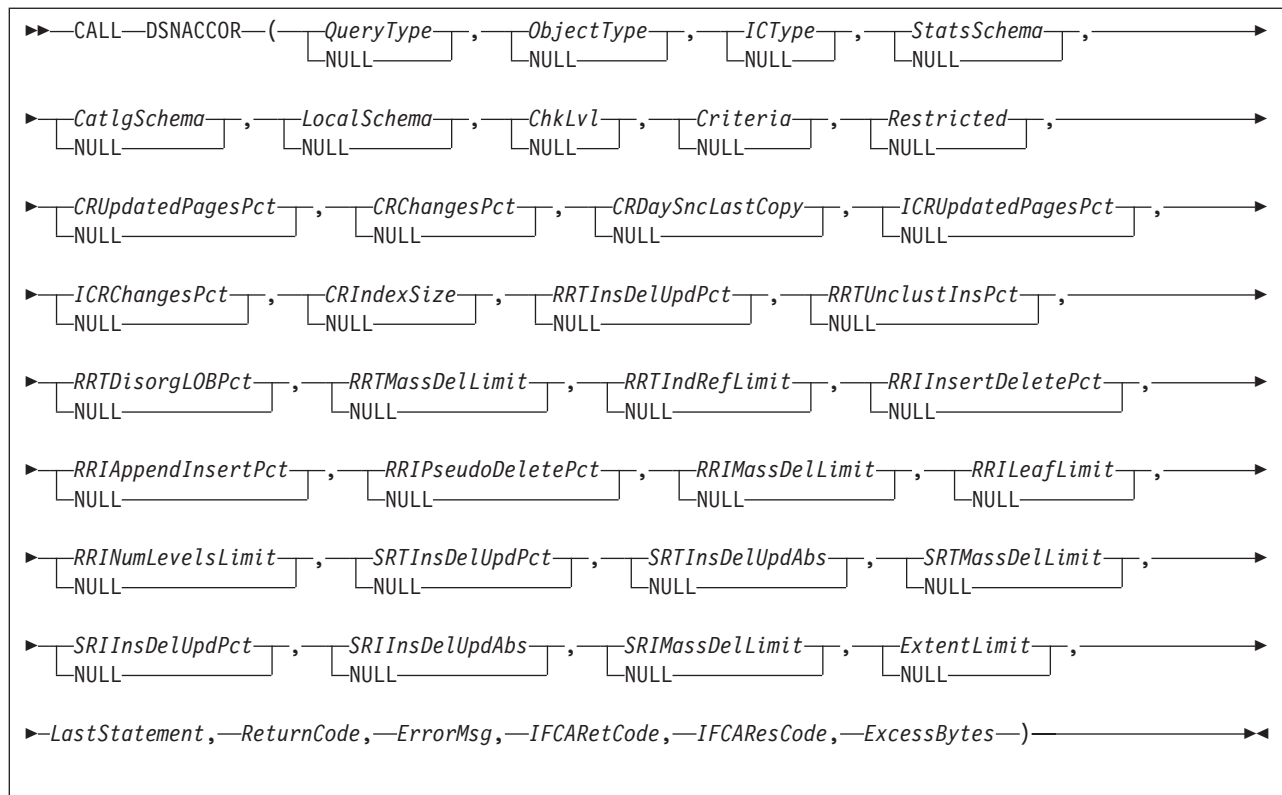 CALL DSNACCOR ( QueryType , ObjectType , ICType , StatsSchema ,
NULL NULL NULL NULL
CatlgSchema , LocalSchema , ChkLvl , Criteria , Restricted ,
NULL NULL NULL NULL NULL
CRUpdatedPagesPct , CRChangesPct , CRDaySncLastCopy , ICRUpdatedPagesPct ,
NULL NULL NULL NULL
ICRChangesPct , CRIndexSize , RRTInsDelUpdPct , RRTUnclustInsPct ,
NULL NULL NULL NULL
RRTDisorgLOBPct , RRTMassDelLimit , RRTIndRefLimit , RRIInsertDeletePct ,
NULL NULL NULL NULL
RRIAppendInsertPct , RRIPseudoDeletePct , RRIMassDelLimit , RRILeafLimit ,
NULL NULL NULL NULL
RRINumLevelsLimit , SRTInsDelUpdPct , SRTInsDelUpdAbs , SRTMassDelLimit ,
NULL NULL NULL NULL
SRIInsDelUpdPct , SRIInsDelUpdAbs , SRIMassDelLimit , ExtentLimit ,
NULL NULL NULL NULL
LastStatement, ReturnCode, ErrorMsg, IFCARetCode, IFCAResCode, ExcessBytes )